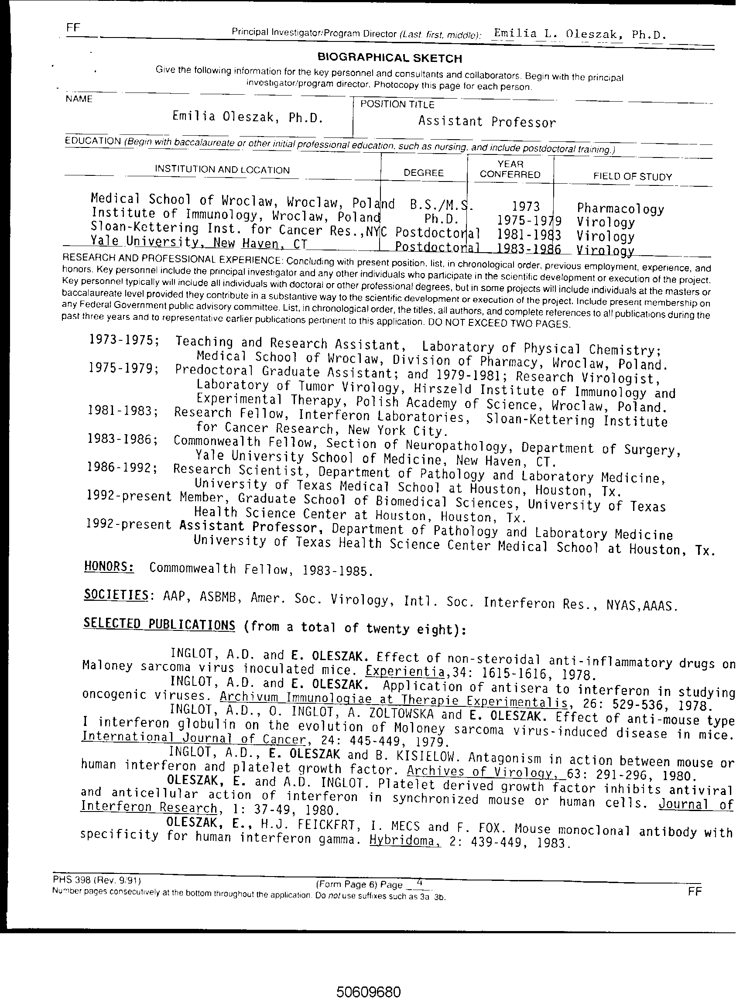 FF
Principal Investigator/Program Director (Last, first, middle): Emilia L. Oleszak, Ph.D.
BIOGRAPHICAL SKETCH
Give the following information for the key personnel and consultants and collaborators. Begin with the principal
investigator/program director. Photocopy this page for each person.
NAME
POSITION TITLE
Emilia Oleszak, Ph.D.
Assistant Professor
EDUCATION (Begin with baccalaureate or other initial professional education, such as nursing, and include postdoctoral training.)
INSTITUTION AND LOCATION
DEGREE
YEAR
CONFERRED
FIELD OF STUDY
Medical School of Wroclaw, Wroclaw, Poland B.S./M.S. 1973 Pharmacology
Institute of Immunology, Wroclaw, Poland Ph.D. 1975-1979 Virology
Sloan-Kettering Inst. for Cancer Res.,NYC Postdoctoral 1981-1983 Virology
Yale University, New Haven, CT Postdoctoral 1983-1986 Virology
RESEARCH AND PROFESSIONAL EXPERIENCE: Concluding with present position, list, in chronological order, previous employment, experience, and
honors. Key personnel include the principal investigator and any other individuals who participate in the scientific development or execution of the project.
Key personnel typically will include all individuals with doctoral or other professional degrees, but in some projects will include individuals at the masters or
baccalaureate level provided they contribute in a substantive way to the scientific development or execution of the project. Include present membership on
any Federal Government public advisory committee. List, in chronological order, the titles, all authors, and complete references to all publications during the
past three years and to representative earlier publications pertinent to this application. DO NOT EXCEED TWO PAGES.
1973-1975; Teaching and Research Assistant, Laboratory of Physical Chemistry;
Medical School of Wroclaw, Division of Pharmacy, Wroclaw, Poland.
1975-1979; Predoctoral Graduate Assistant; and 1979-1981; Research Virologist,
Laboratory of Tumor Virology, Hirszeld Institute of Immunology and
Experimental Therapy, Polish Academy of Science, Wroclaw, Poland.
1981-1983; Research Fellow, Interferon Laboratories, Sloan-Kettering Institute
for Cancer Research, New York City.
1983-1986; Commonwealth Fellow, Section of Neuropathology, Department of Surgery,
Yale University School of Medicine, New Haven, CT.
1986-1992; Research Scientist, Department of Pathology and Laboratory Medicine,
University of Texas Medical School at Houston, Houston, Tx.
1992-present Member, Graduate School of Biomedical Sciences, University of Texas
Health Science Center at Houston, Houston, Tx.
1992-present Assistant Professor, Department of Pathology and Laboratory Medicine
University of Texas Health Science Center Medical School at Houston, Tx.
HONORS: Commomwealth Fellow, 1983-1985.
SOCIETIES: AAP, ASBMB, Amer. Soc. Virology, Intl. Soc. Interferon Res., NYAS,AAAS.
SELECTED PUBLICATIONS (from a total of twenty eight):
INGLOT, A.D. and E. OLESZAK. Effect of non-steroidal anti-inflammatory drugs on
Maloney sarcoma virus inoculated mice. Experientia,34: 1615-1616, 1978.
INGLOT, A.D. and E. OLESZAK. Application of antisera to interferon in studying
oncogenic viruses. Archivum Immunologiae at Therapie Experimentalis, 26: 529-536, 1978.
INGLOT, A.D., O. INGLOT, A. ZOLTOWSKA and E. OLESZAK. Effect of anti-mouse type
I interferon globulin on the evolution of Moloney sarcoma virus-induced disease in mice.
International Journal of Cancer, 24: 445-449, 1979.
INGLOT, A.D., E. OLESZAK and B. KISIELOW. Antagonism in action between mouse or
human interferon and platelet growth factor. Archives of Virology, 63: 291-296, 1980.
OLESZAK, E. and A.D. INGLOT. Platelet derived growth factor inhibits antiviral
and anticellular action of interferon in synchronized mouse or human cells. Journal of
Interferon Research, 1: 37-49, 1980.
OLESZAK, E., H.J. FEICKFRT, I. MECS and F. FOX. Mouse monoclonal antibody with
specificity for human interferon gamma. Hybridoma, 2: 439-449, 1983.
PHS 398 (Rev. 9/91)
(Form Page 6) Page 4
Number pages consecutively at the bottom throughout the application. Do not use suffixes such as 3a, 3b.
FF
50609680